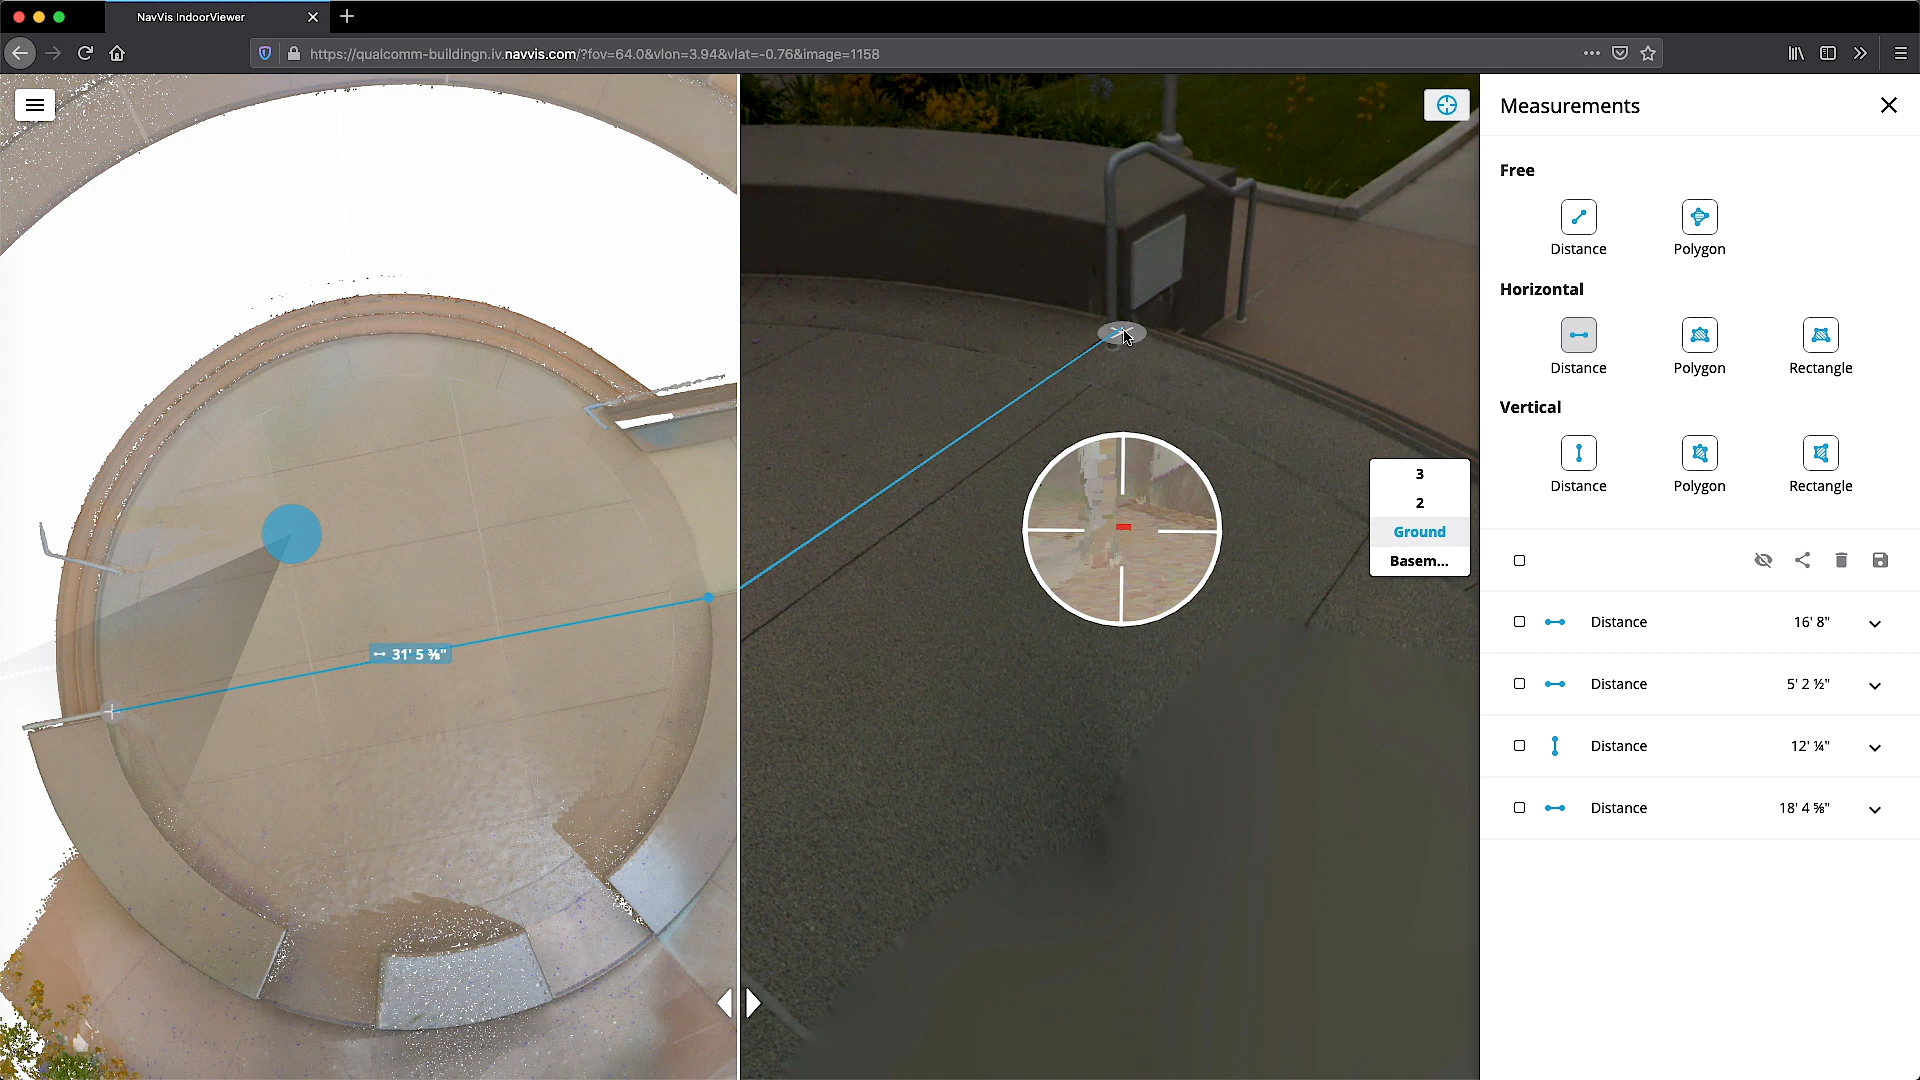 NavVis IndoorViewer
https://qualcomm-buildingn.iv.navvis.com/?fov=64.0&vlon=3.94&vlat=-0.76&image=1158
Measurements
Free
Distance
Polygon
Horizontal
Distance
Polygon
Rectangle
Vertical
Distance
Polygon
Rectangle
3
2
Ground
Basem...
31' 5 ⅜"
Distance 16' 8"
Distance 5' 2 ½"
Distance 12' ¼"
Distance 18' 4 ⅝"